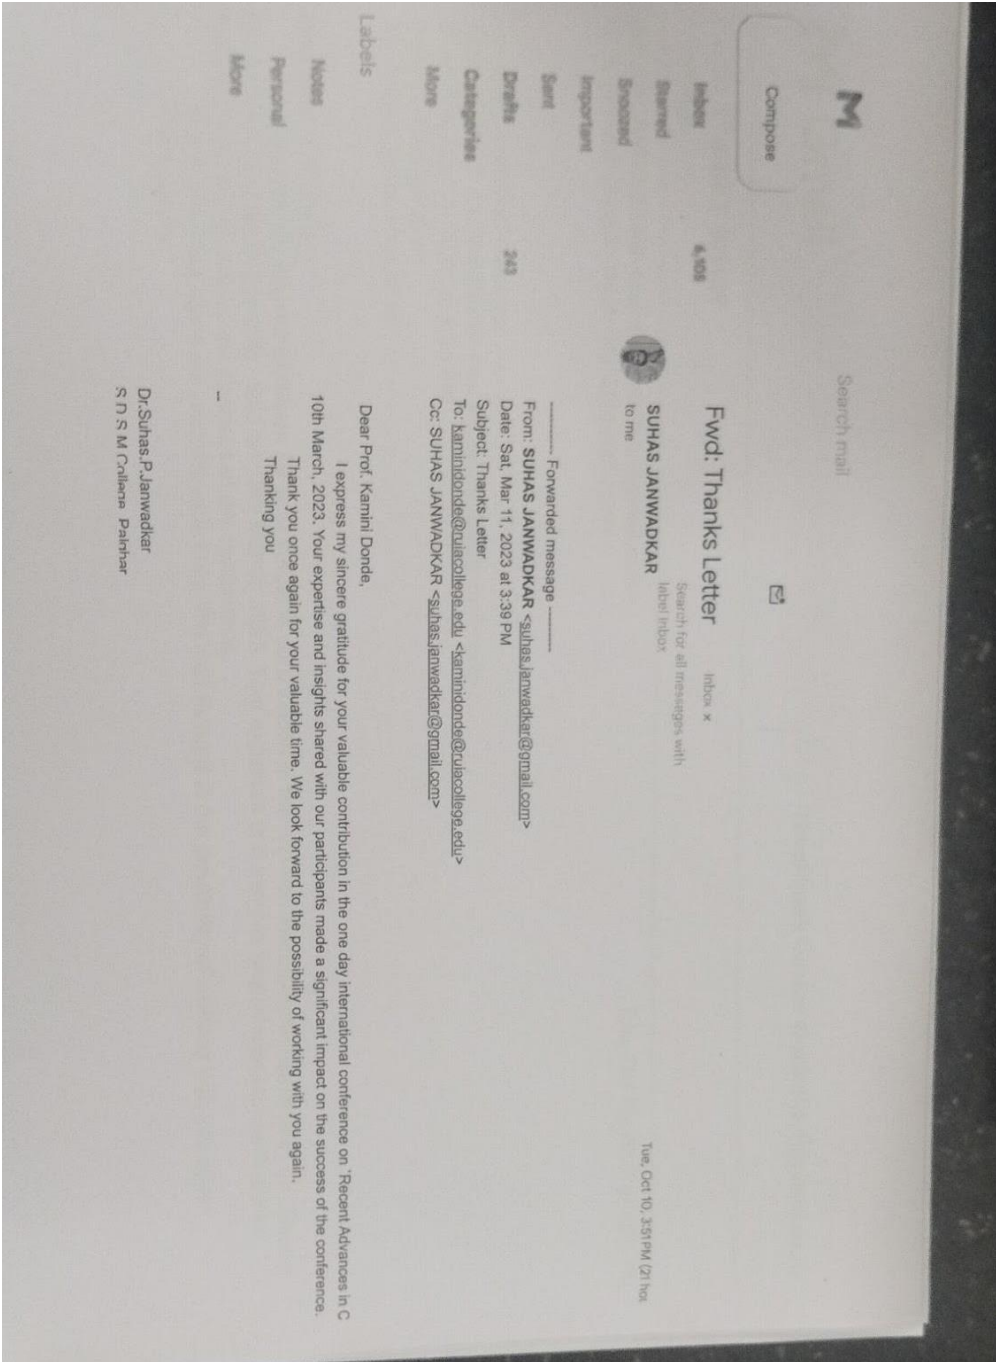 M
Search mail
Compose
Inbox 6,109
Starred
Snoozed
Important
Sent
Drafts 243
Categories
More
Labels
Notes
Personal
More
Fwd: Thanks Letter Inbox x
Search for all messages with
label Inbox
SUHAS JANWADKAR Tue, Oct 10, 3:51 PM (21 hou
to me
---------- Forwarded message ---------
From: SUHAS JANWADKAR <suhas.janwadkar@gmail.com>
Date: Sat, Mar 11, 2023 at 3:39 PM
Subject: Thanks Letter
To: kaminidonde@ruiacollege.edu <kaminidonde@ruiacollege.edu>
Cc: SUHAS JANWADKAR <suhas.janwadkar@gmail.com>
Dear Prof. Kamini Donde,
I express my sincere gratitude for your valuable contribution in the one day international conference on 'Recent Advances in C
10th March, 2023. Your expertise and insights shared with our participants made a significant impact on the success of the conference.
Thank you once again for your valuable time. We look forward to the possibility of working with you again.
Thanking you
--
Dr.Suhas.P.Janwadkar
S D S M College, Palghar